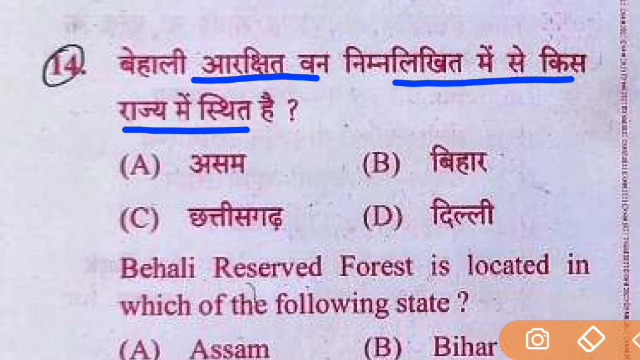 14. बेहाली आरक्षित वन निम्नलिखित में से किस
राज्य में स्थित है ?
(A) असम (B) बिहार
(C) छत्तीसगढ़ (D) दिल्ली
Behali Reserved Forest is located in
which of the following state ?
(A) Assam (B) Bihar